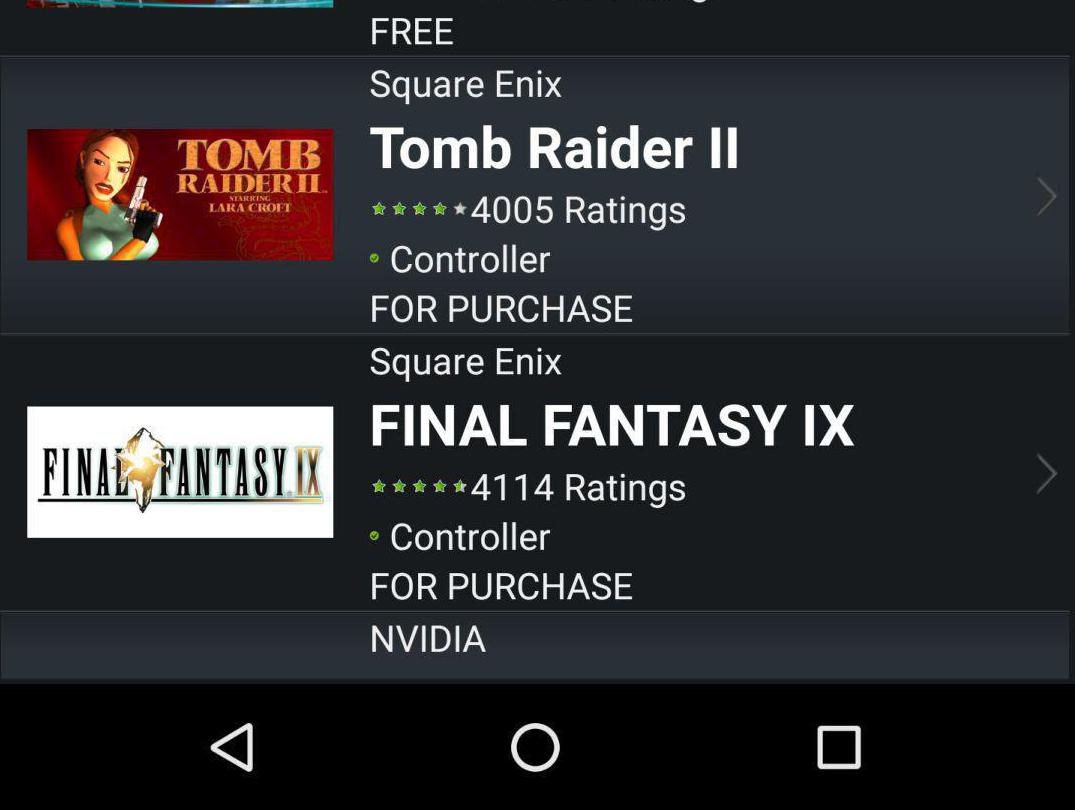 FREE
Square Enix
TOMB
RAIDER II
STARRING
LARA CROFT
Tomb Raider II
4005 Ratings
Controller
FOR PURCHASE
Square Enix
FINAL FANTASY IX
FINAL FANTASY IX
4114 Ratings
Controller
FOR PURCHASE
NVIDIA